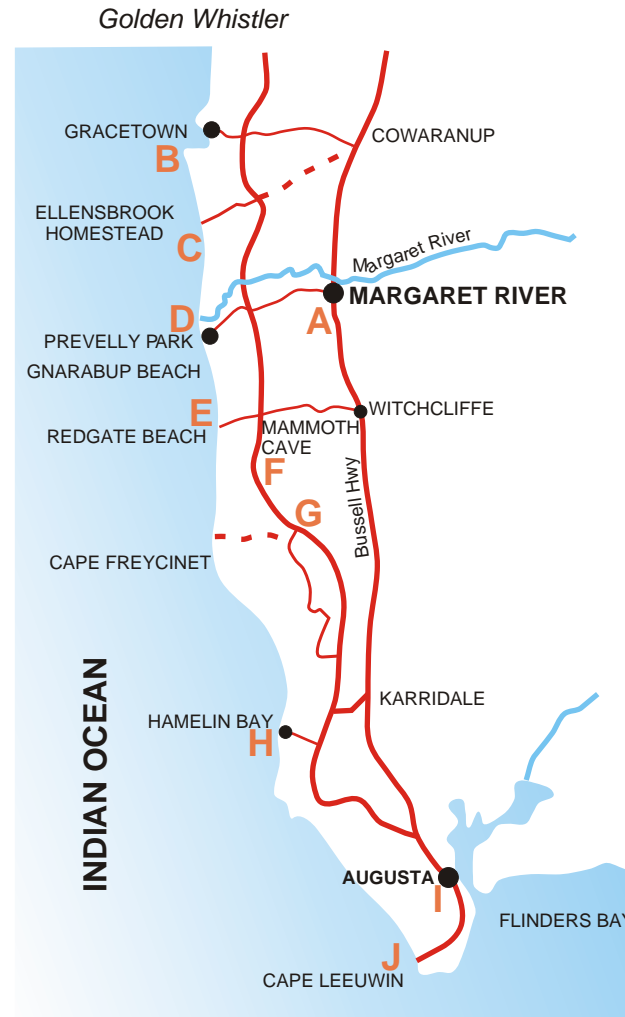 Golden Whistler
GRACETOWN
COWARANUP
B
ELLENSBROOK
HOMESTEAD
C
Margaret River
MARGARET RIVER
D
A
PREVELLY PARK
GNARABUP BEACH
E
WITCHCLIFFE
REDGATE BEACH
MAMMOTH
CAVE
F
Bussell Hwy
G
CAPE FREYCINET
KARRIDALE
HAMELIN BAY
H
INDIAN OCEAN
AUGUSTA
I
FLINDERS BAY
J
CAPE LEEUWIN